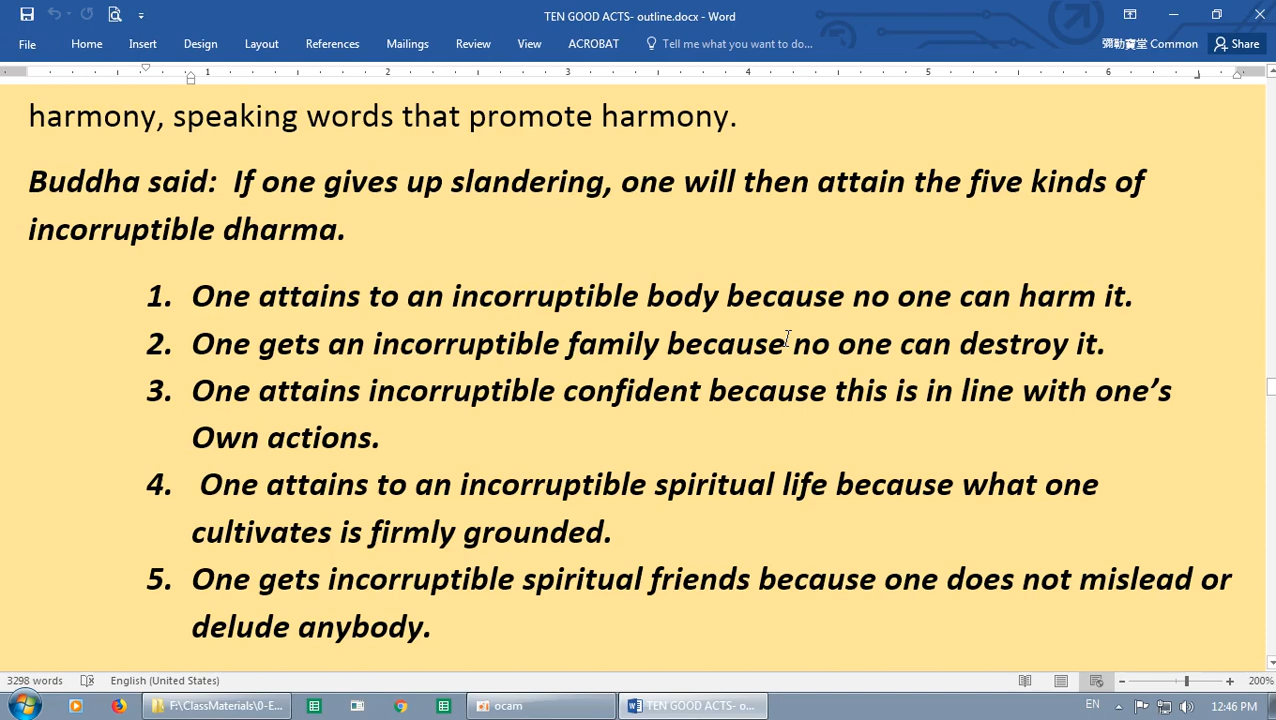 TEN GOOD ACTS- outline.docx - Word
File Home Insert Design Layout References Mailings Review View ACROBAT Tell me what you want to do... 彌勒寶堂 Common Share
1 2 3 4 5 6
harmony, speaking words that promote harmony.
Buddha said: If one gives up slandering, one will then attain the five kinds of
incorruptible dharma.
1. One attains to an incorruptible body because no one can harm it.
2. One gets an incorruptible family because no one can destroy it.
3. One attains incorruptible confident because this is in line with one’s
Own actions.
4. One attains to an incorruptible spiritual life because what one
cultivates is firmly grounded.
5. One gets incorruptible spiritual friends because one does not mislead or
delude anybody.
3298 words English (United States) 200%
F:\ClassMaterials\0-E... ocam TEN GOOD ACTS- o... EN 12:46 PM